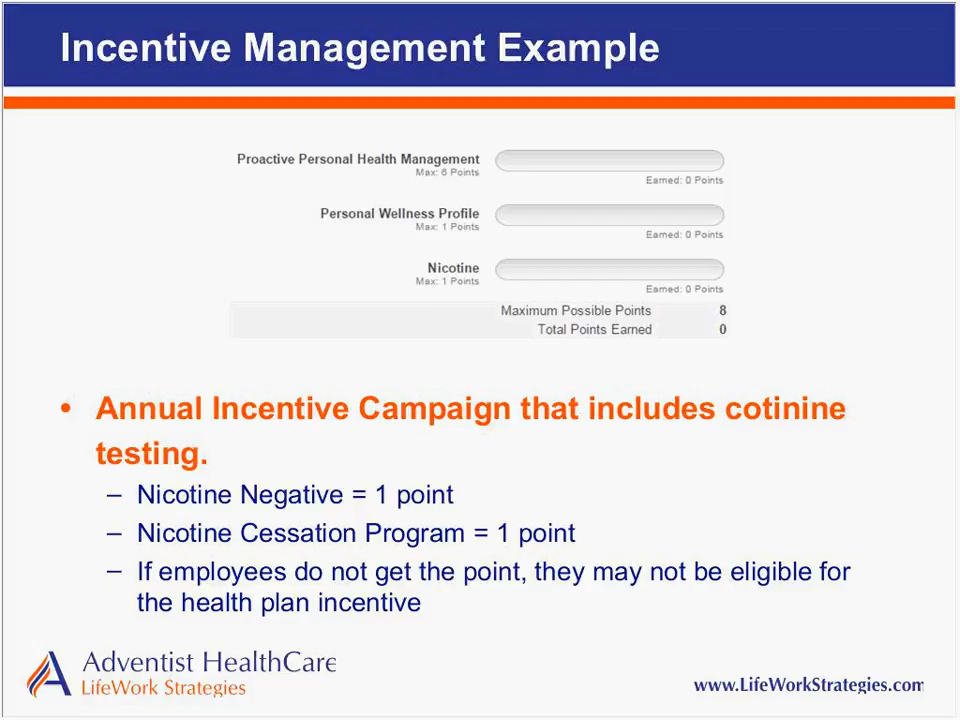 Incentive Management Example
Proactive Personal Health Management
Max: 6 Points
Earned: 0 Points
Personal Wellness Profile
Max: 1 Points
Earned: 0 Points
Nicotine
Max: 1 Points
Earned: 0 Points
Maximum Possible Points 8
Total Points Earned 0
• Annual Incentive Campaign that includes cotinine
testing.
– Nicotine Negative = 1 point
– Nicotine Cessation Program = 1 point
– If employees do not get the point, they may not be eligible for
the health plan incentive
Adventist HealthCare
LifeWork Strategies
www.LifeWorkStrategies.com